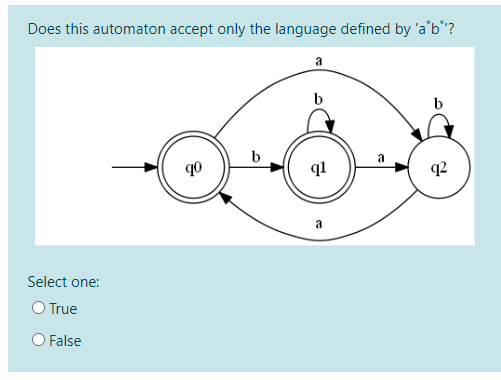 Does this automaton accept only the language defined by 'a*b*'?
a
b
b
q0
b
q1
a
q2
a
Select one:
True
False